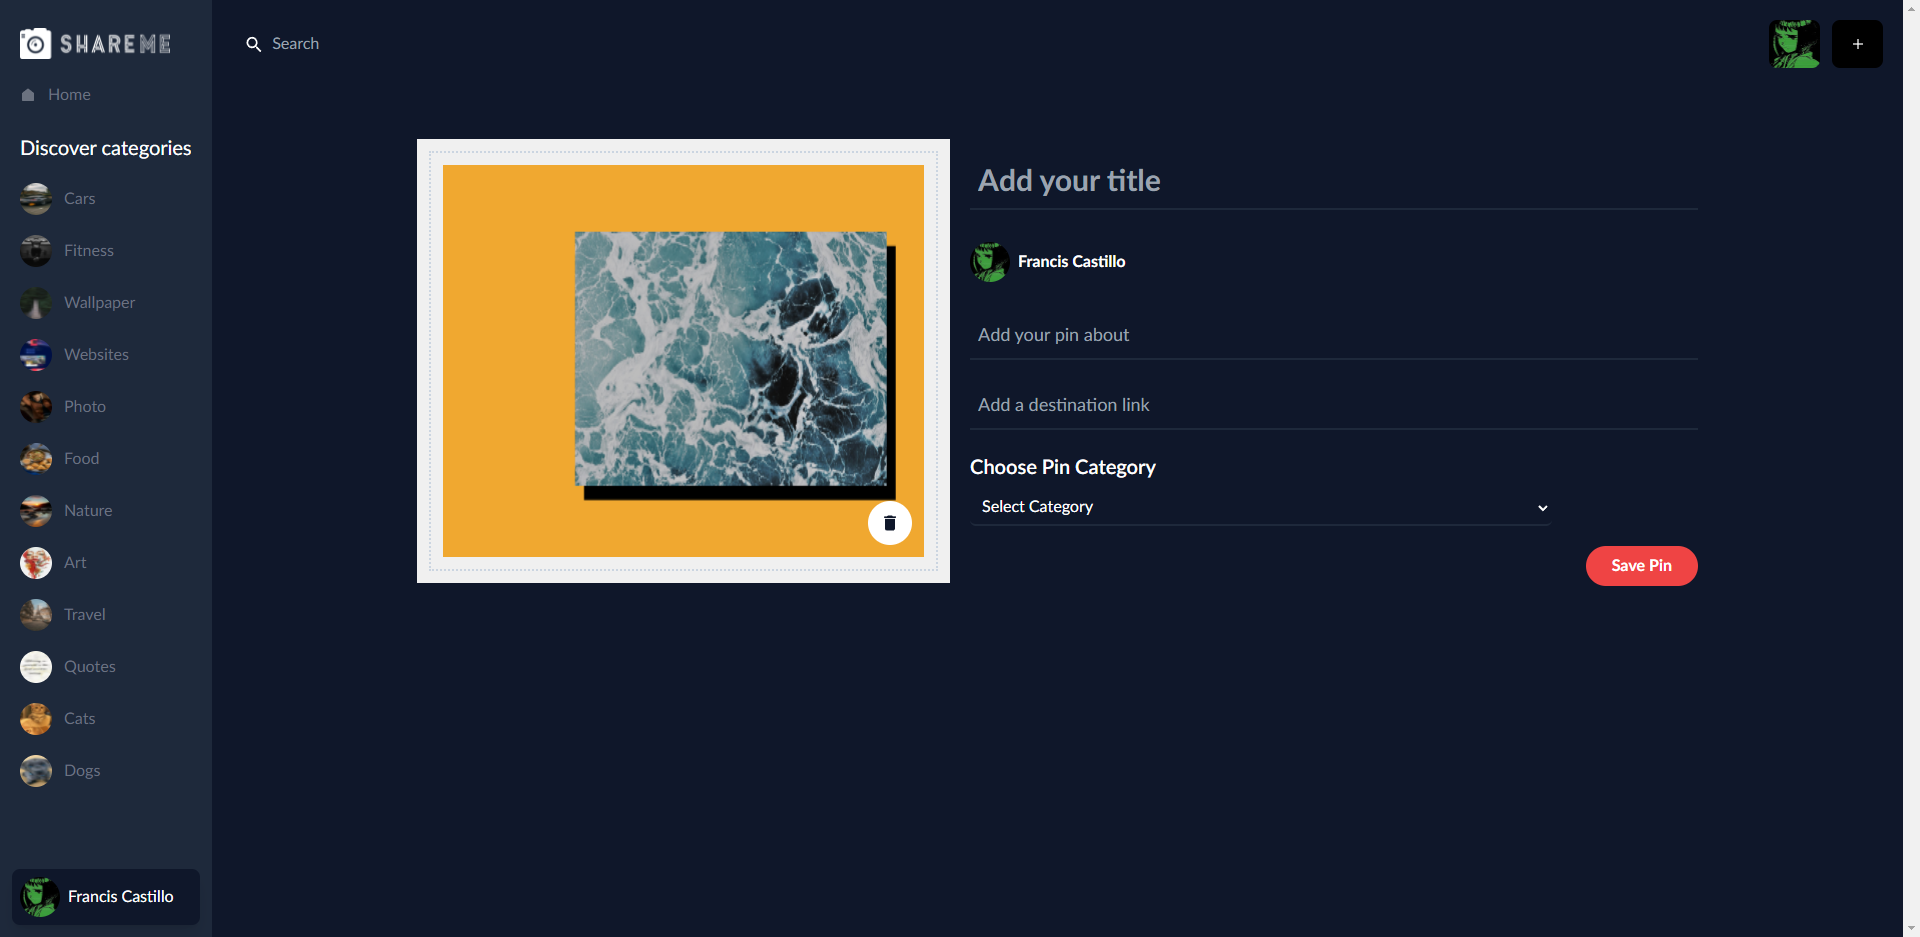 SHAREME
Home
Discover categories
Cars
Fitness
Wallpaper
Websites
Photo
Food
Nature
Art
Travel
Quotes
Cats
Dogs
Francis Castillo
Search
+
Add your title
Francis Castillo
Add your pin about
Add a destination link
Choose Pin Category
Select Category
Save Pin